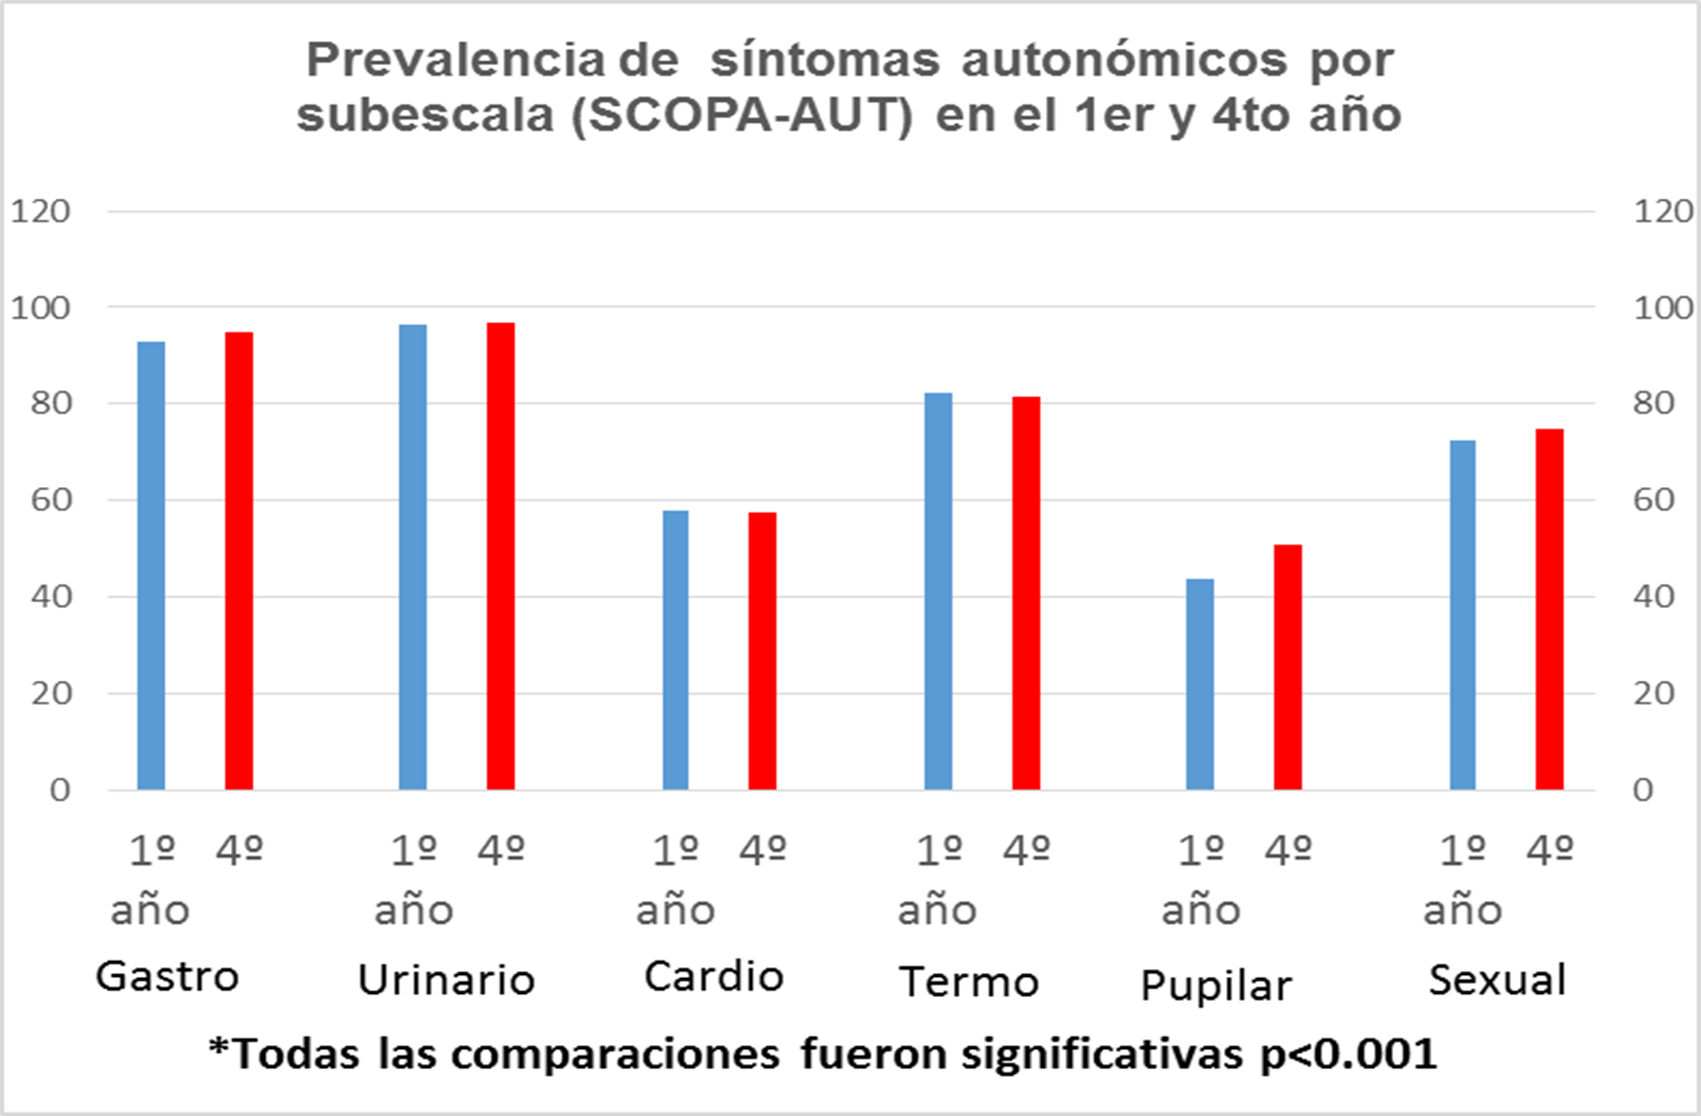 Prevalencia de síntomas autonómicos por
subescala (SCOPA-AUT) en el 1er y 4to año
120 120
100 100
80 80
60 60
40 40
20 20
0 0
1º 4º 1º 4º 1º 4º 1º 4º 1º 4º 1º 4º
año año año año año año
Gastro Urinario Cardio Termo Pupilar Sexual
*Todas las comparaciones fueron significativas p<0.001